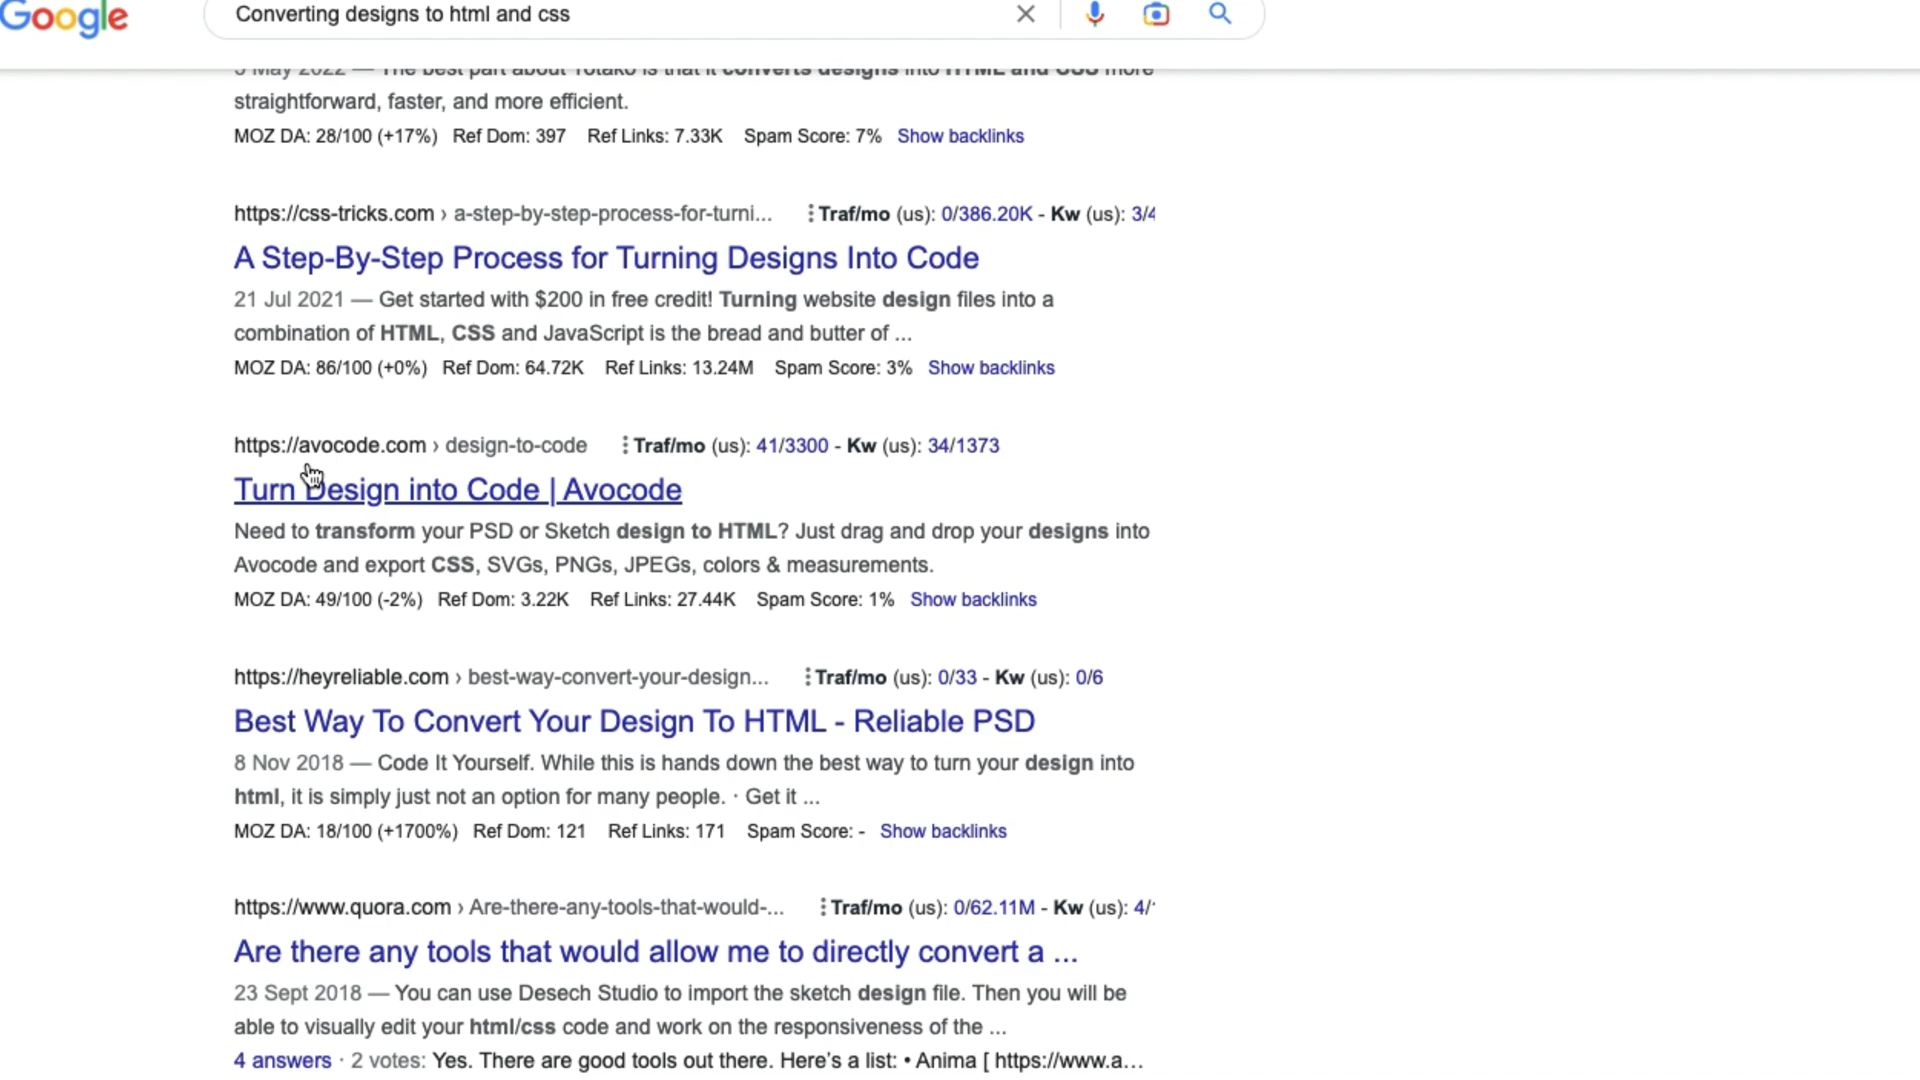 Google
Converting designs to html and css
5 May 2022 — The best part about Yotako is that it converts designs into HTML and CSS more
straightforward, faster, and more efficient.
MOZ DA: 28/100 (+17%) Ref Dom: 397 Ref Links: 7.33K Spam Score: 7% Show backlinks
https://css-tricks.com › a-step-by-step-process-for-turni... Traf/mo (us): 0/386.20K - Kw (us): 3/4
A Step-By-Step Process for Turning Designs Into Code
21 Jul 2021 — Get started with $200 in free credit! Turning website design files into a
combination of HTML, CSS and JavaScript is the bread and butter of ...
MOZ DA: 86/100 (+0%) Ref Dom: 64.72K Ref Links: 13.24M Spam Score: 3% Show backlinks
https://avocode.com › design-to-code Traf/mo (us): 41/3300 - Kw (us): 34/1373
Turn Design into Code | Avocode
Need to transform your PSD or Sketch design to HTML? Just drag and drop your designs into
Avocode and export CSS, SVGs, PNGs, JPEGs, colors & measurements.
MOZ DA: 49/100 (-2%) Ref Dom: 3.22K Ref Links: 27.44K Spam Score: 1% Show backlinks
https://heyreliable.com › best-way-convert-your-design... Traf/mo (us): 0/33 - Kw (us): 0/6
Best Way To Convert Your Design To HTML - Reliable PSD
8 Nov 2018 — Code It Yourself. While this is hands down the best way to turn your design into
html, it is simply just not an option for many people. · Get it ...
MOZ DA: 18/100 (+1700%) Ref Dom: 121 Ref Links: 171 Spam Score: - Show backlinks
https://www.quora.com › Are-there-any-tools-that-would-... Traf/mo (us): 0/62.11M - Kw (us): 4/
Are there any tools that would allow me to directly convert a ...
23 Sept 2018 — You can use Desech Studio to import the sketch design file. Then you will be
able to visually edit your html/css code and work on the responsiveness of the ...
4 answers · 2 votes: Yes. There are good tools out there. Here's a list: • Anima [ https://www.a...